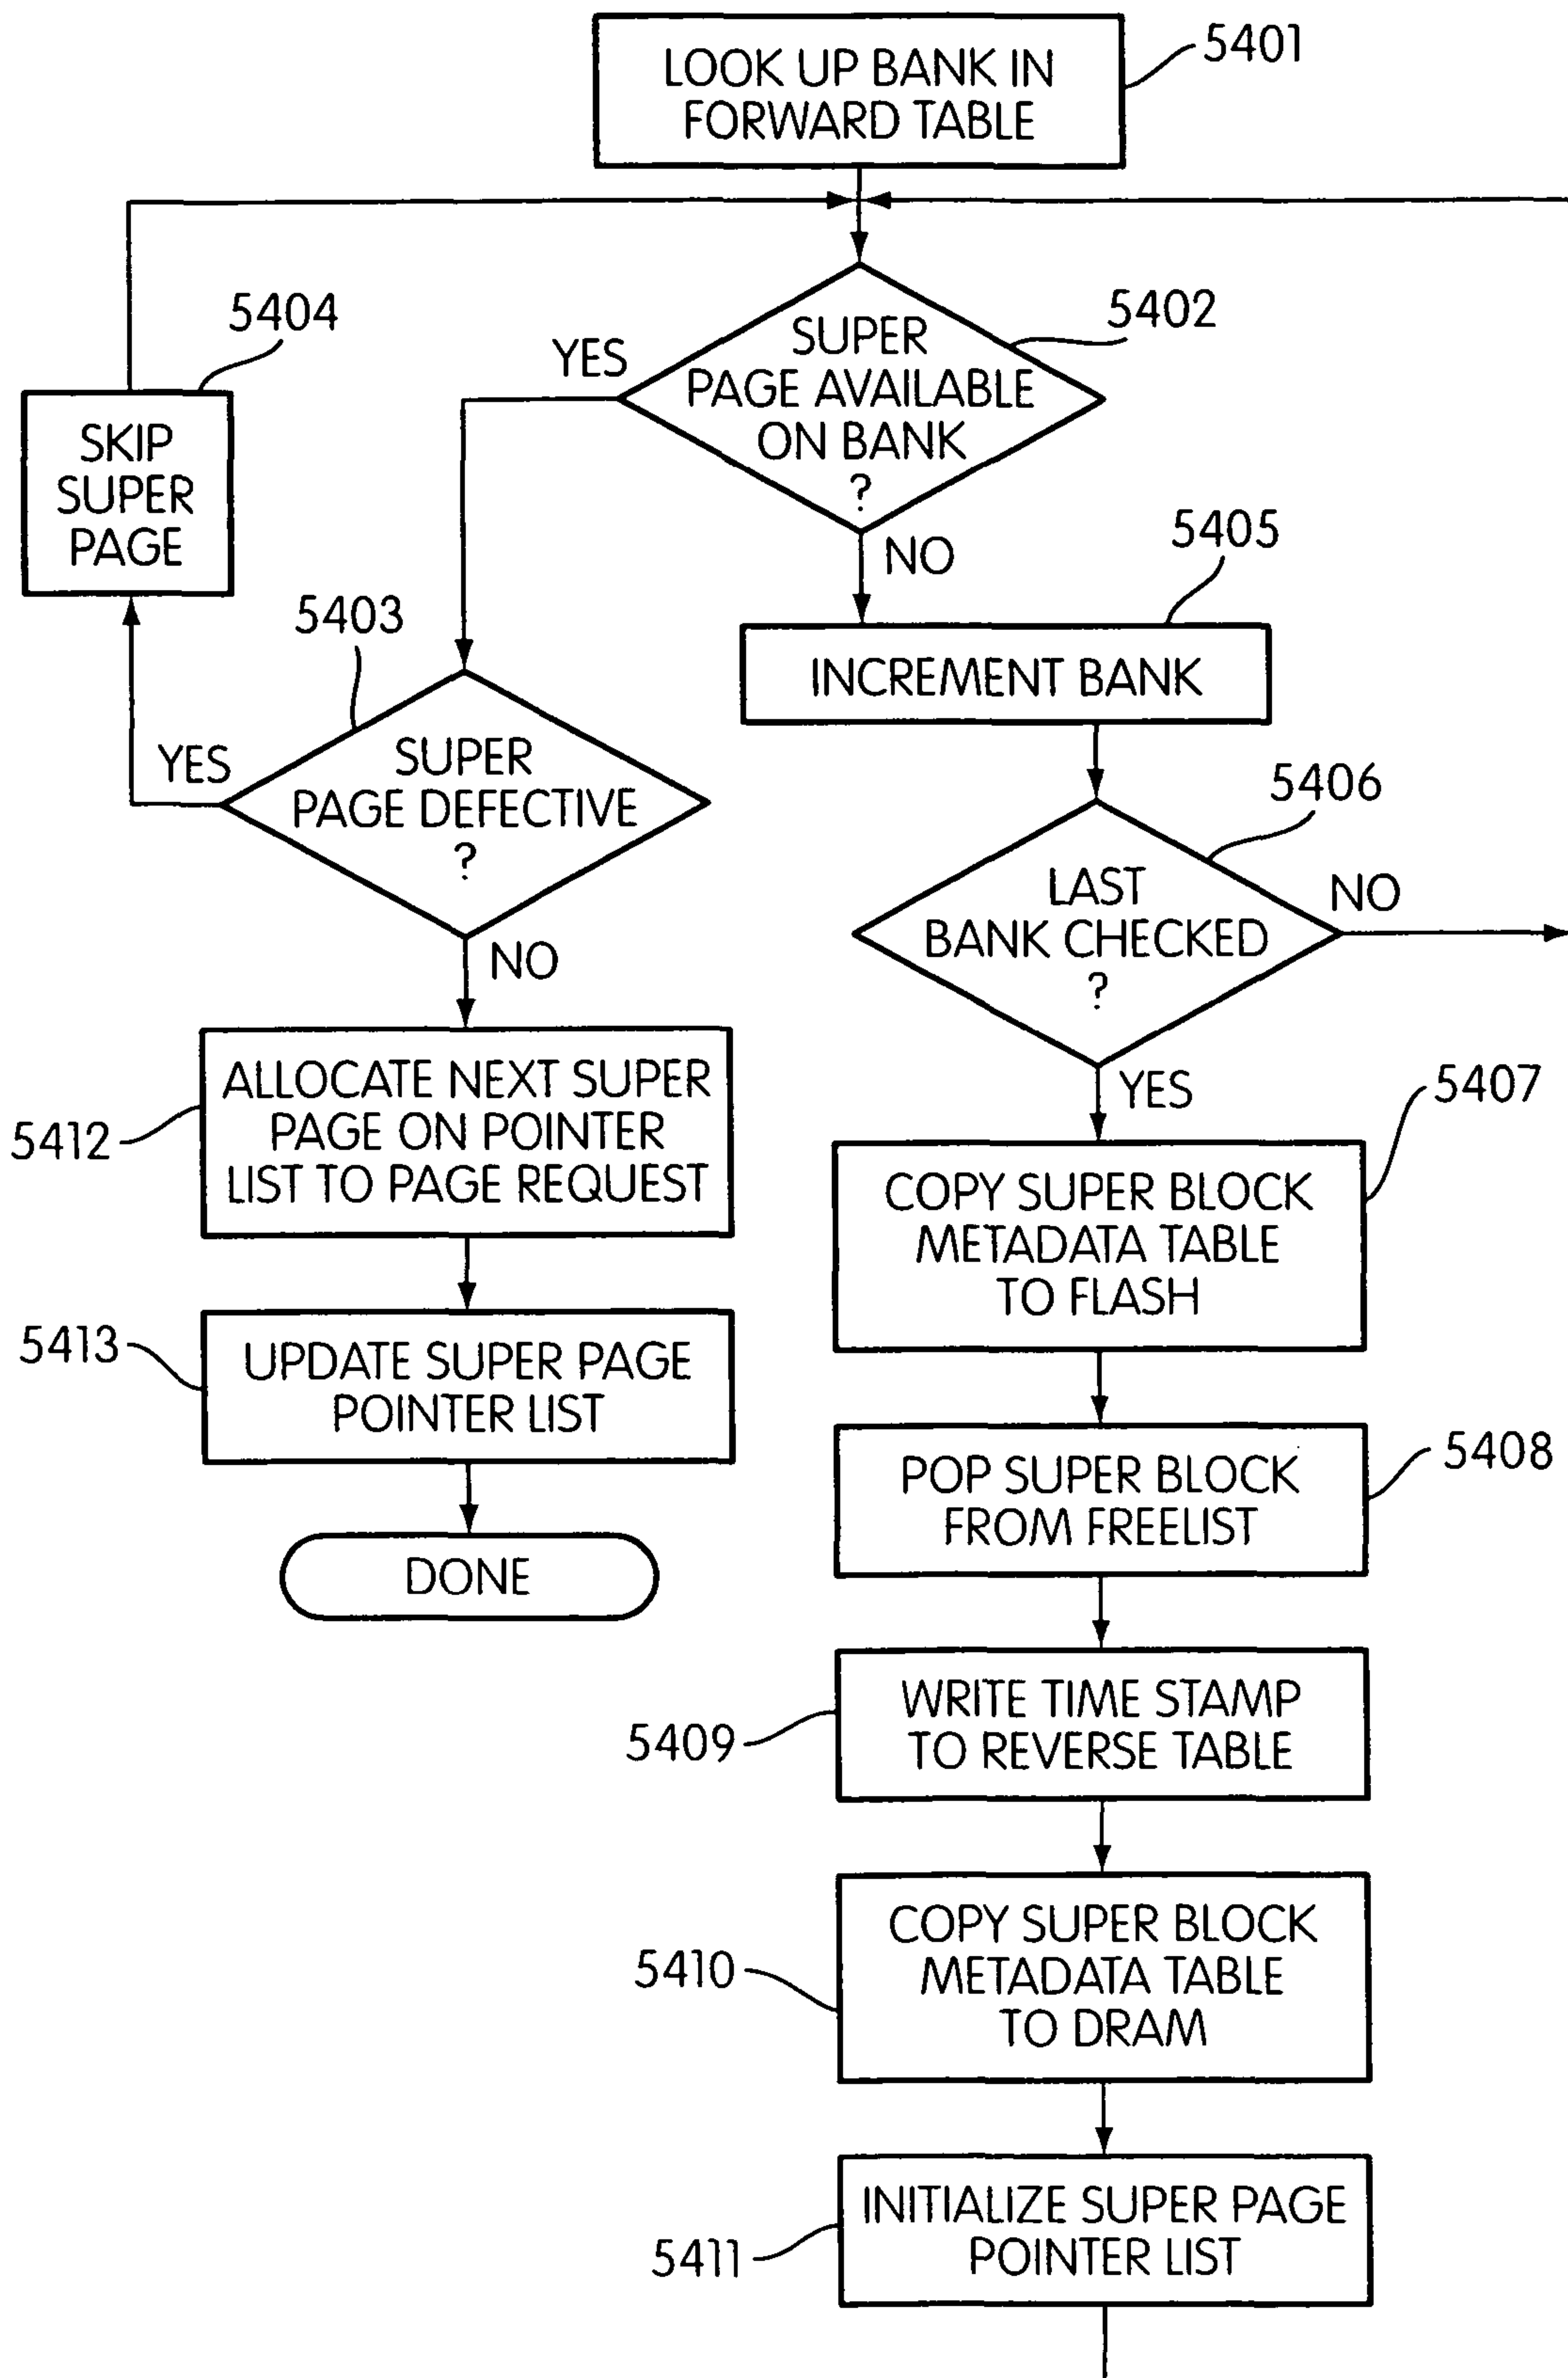 LOOK UP BANK IN
FORWARD TABLE
5401
5404
SKIP
SUPER
PAGE
YES
SUPER
PAGE AVAILABLE
ON BANK
?
5402
NO
5405
INCREMENT BANK
5403
YES
SUPER
PAGE DEFECTIVE
?
NO
5406
LAST
BANK CHECKED
?
NO
YES
5412
ALLOCATE NEXT SUPER
PAGE ON POINTER
LIST TO PAGE REQUEST
5413
UPDATE SUPER PAGE
POINTER LIST
DONE
5407
COPY SUPER BLOCK
METADATA TABLE
TO FLASH
5408
POP SUPER BLOCK
FROM FREELIST
5409
WRITE TIME STAMP
TO REVERSE TABLE
5410
COPY SUPER BLOCK
METADATA TABLE
TO DRAM
5411
INITIALIZE SUPER PAGE
POINTER LIST